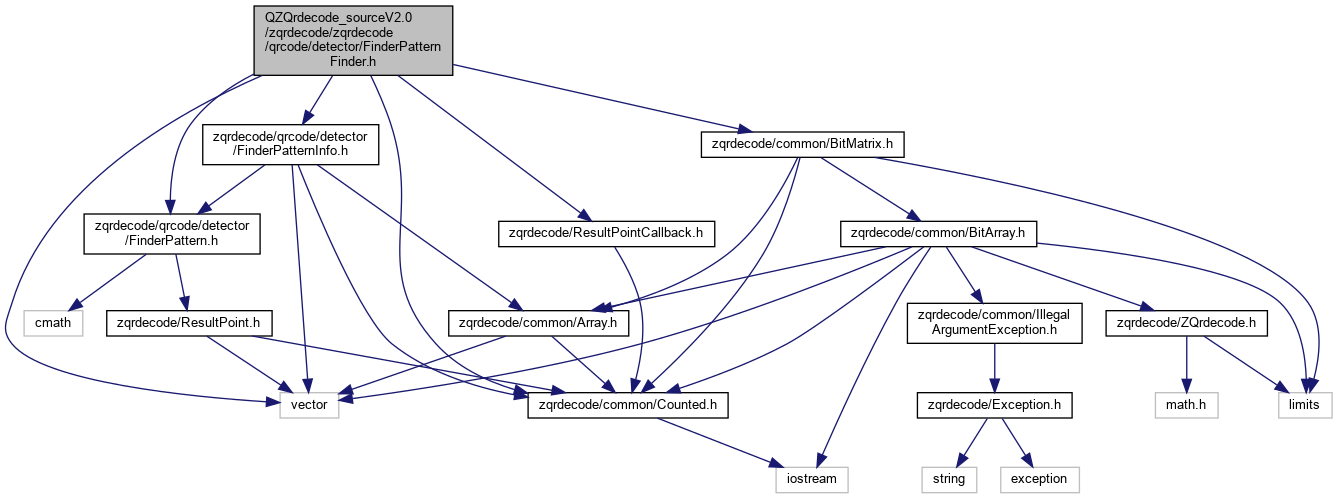 QZQrdecode_sourceV2.0
/zqrdecode/zqrdecode
/qrcode/detector/FinderPattern
Finder.h
zqrdecode/qrcode/detector
/FinderPatternInfo.h
zqrdecode/common/BitMatrix.h
zqrdecode/qrcode/detector
/FinderPattern.h
zqrdecode/ResultPointCallback.h
zqrdecode/common/BitArray.h
cmath
zqrdecode/ResultPoint.h
zqrdecode/common/Array.h
zqrdecode/common/Illegal
ArgumentException.h
zqrdecode/ZQrdecode.h
vector
zqrdecode/common/Counted.h
zqrdecode/Exception.h
math.h
limits
iostream
string
exception